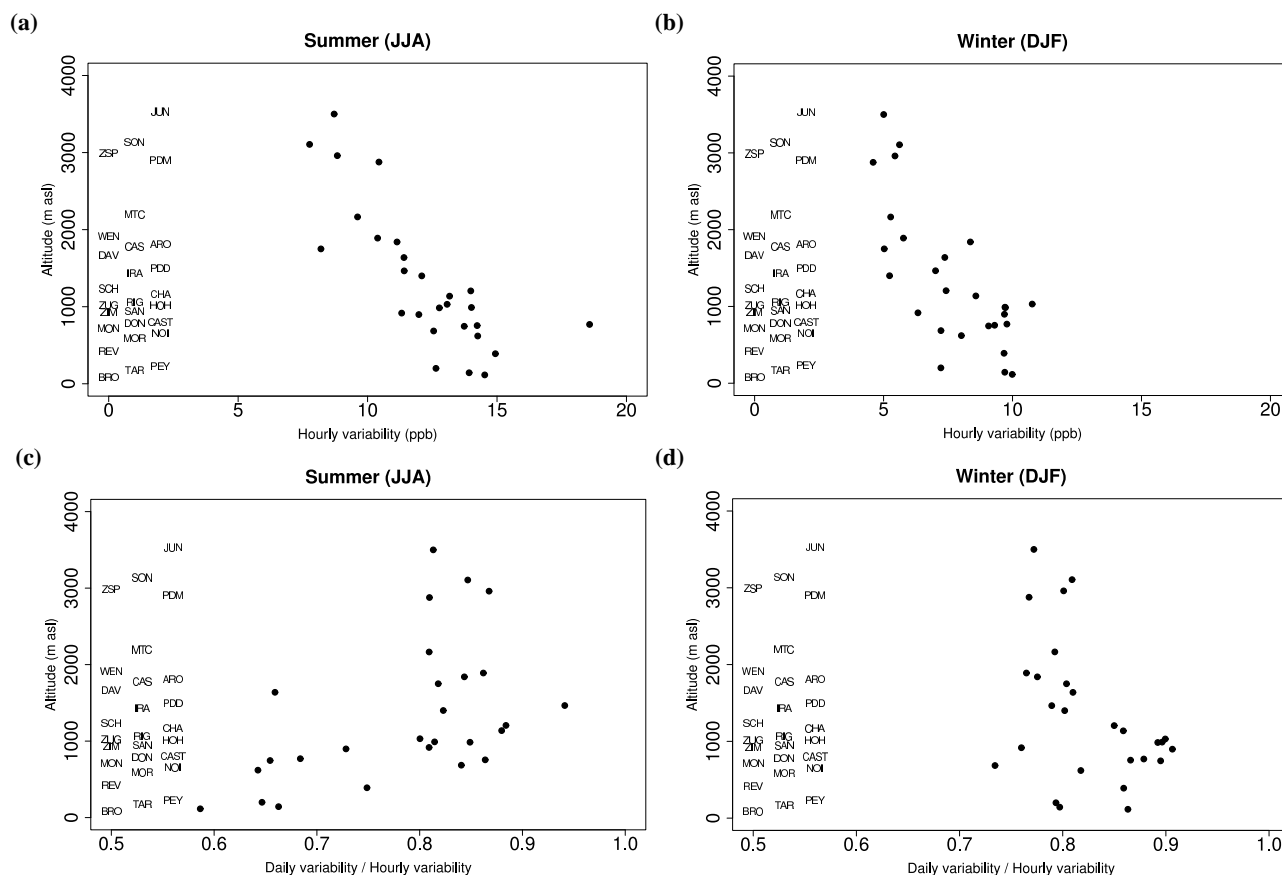 (a)
Summer (JJA)
4000
3000
2000
1000
0
Altitude (m asl)
JUN
SON
ZSP
PDM
MTC
WEN
CAS
ARO
DAV
IRA
PDD
SCH
CHA
ZUG
RIG
HOH
ZIM
SAN
MON
DON
CAST
MOR
NOI
REV
TAR
PEY
BRO
0 5 10 15 20
Hourly variability (ppb)
(b)
Winter (DJF)
4000
3000
2000
1000
0
Altitude (m asl)
JUN
SON
ZSP
PDM
MTC
WEN
CAS
ARO
DAV
IRA
PDD
SCH
CHA
ZUG
RIG
HOH
ZIM
SAN
MON
DON
CAST
MOR
NOI
REV
TAR
PEY
BRO
0 5 10 15 20
Hourly variability (ppb)
(c)
Summer (JJA)
4000
3000
2000
1000
0
Altitude (m asl)
JUN
SON
ZSP
PDM
MTC
WEN
CAS
ARO
DAV
IRA
PDD
SCH
CHA
ZUG
RIG
HOH
ZIM
SAN
MON
DON
CAST
MOR
NOI
REV
TAR
PEY
BRO
0.5 0.6 0.7 0.8 0.9 1.0
Daily variability / Hourly variability
(d)
Winter (DJF)
4000
3000
2000
1000
0
Altitude (m asl)
JUN
SON
ZSP
PDM
MTC
WEN
CAS
ARO
DAV
IRA
PDD
SCH
CHA
ZUG
RIG
HOH
ZIM
SAN
MON
DON
CAST
MOR
NOI
REV
TAR
PEY
BRO
0.5 0.6 0.7 0.8 0.9 1.0
Daily variability / Hourly variability